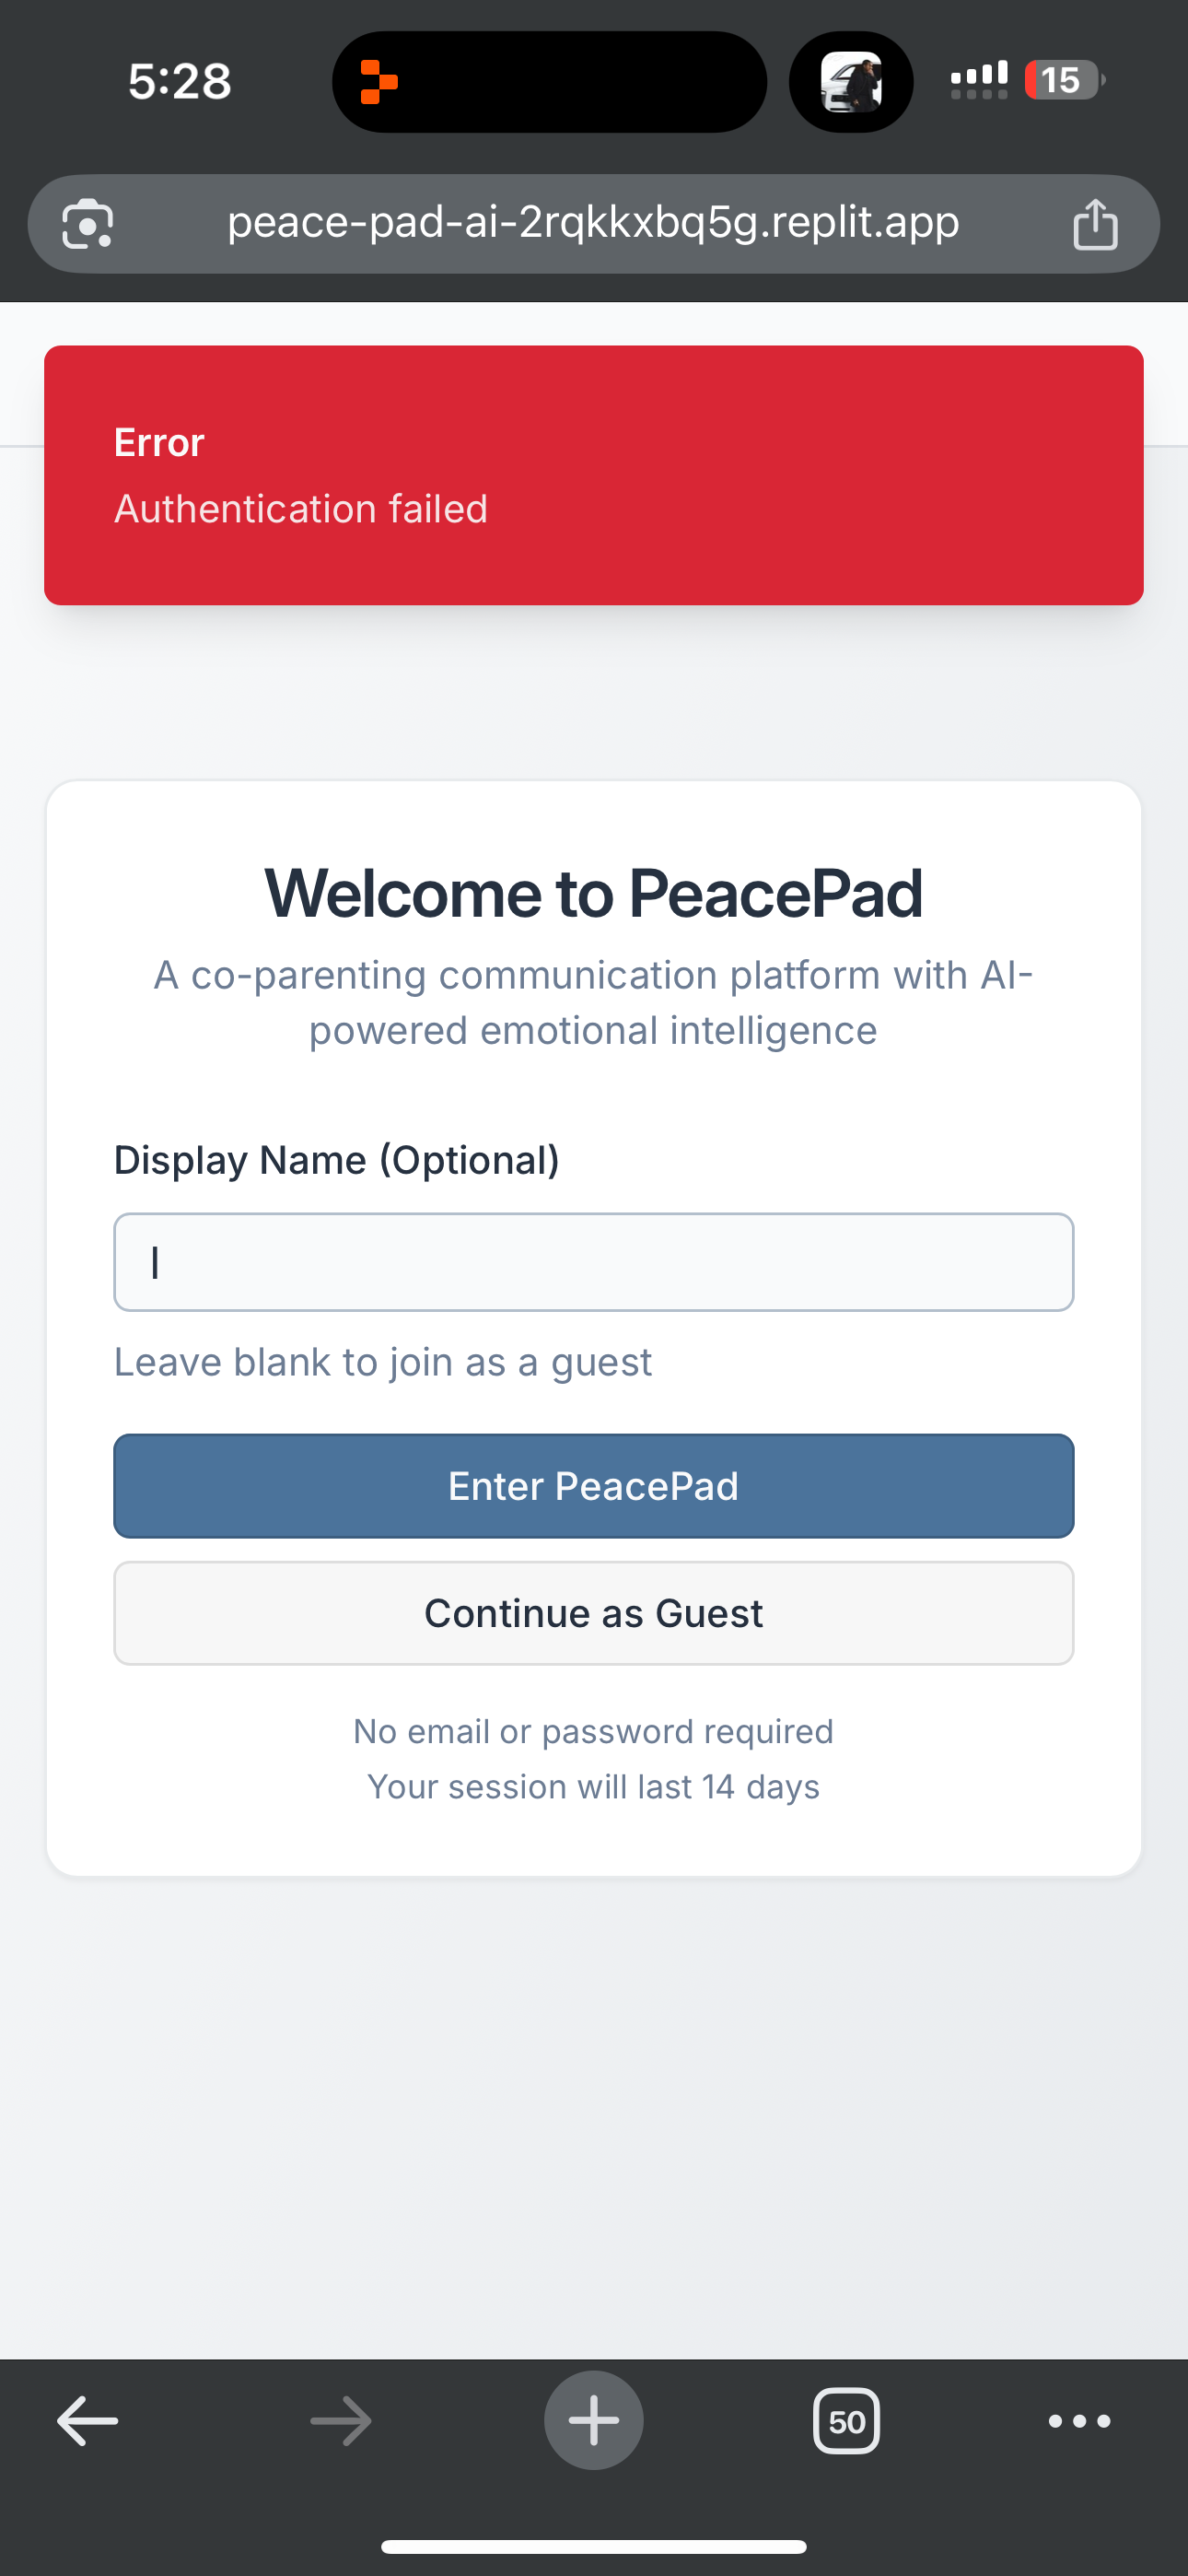 5:28
15
peace-pad-ai-2rqkkxbq5g.replit.app
Error
Authentication failed
Welcome to PeacePad
A co-parenting communication platform with AI-
powered emotional intelligence
Display Name (Optional)
l
Leave blank to join as a guest
Enter PeacePad
Continue as Guest
No email or password required
Your session will last 14 days
50